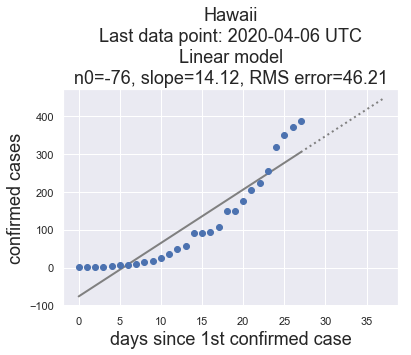 Hawaii
Last data point: 2020-04-06 UTC
Linear model
n0=-76, slope=14.12, RMS error=46.21
confirmed cases
400
300
200
100
0
−100
0 5 10 15 20 25 30 35
days since 1st confirmed case